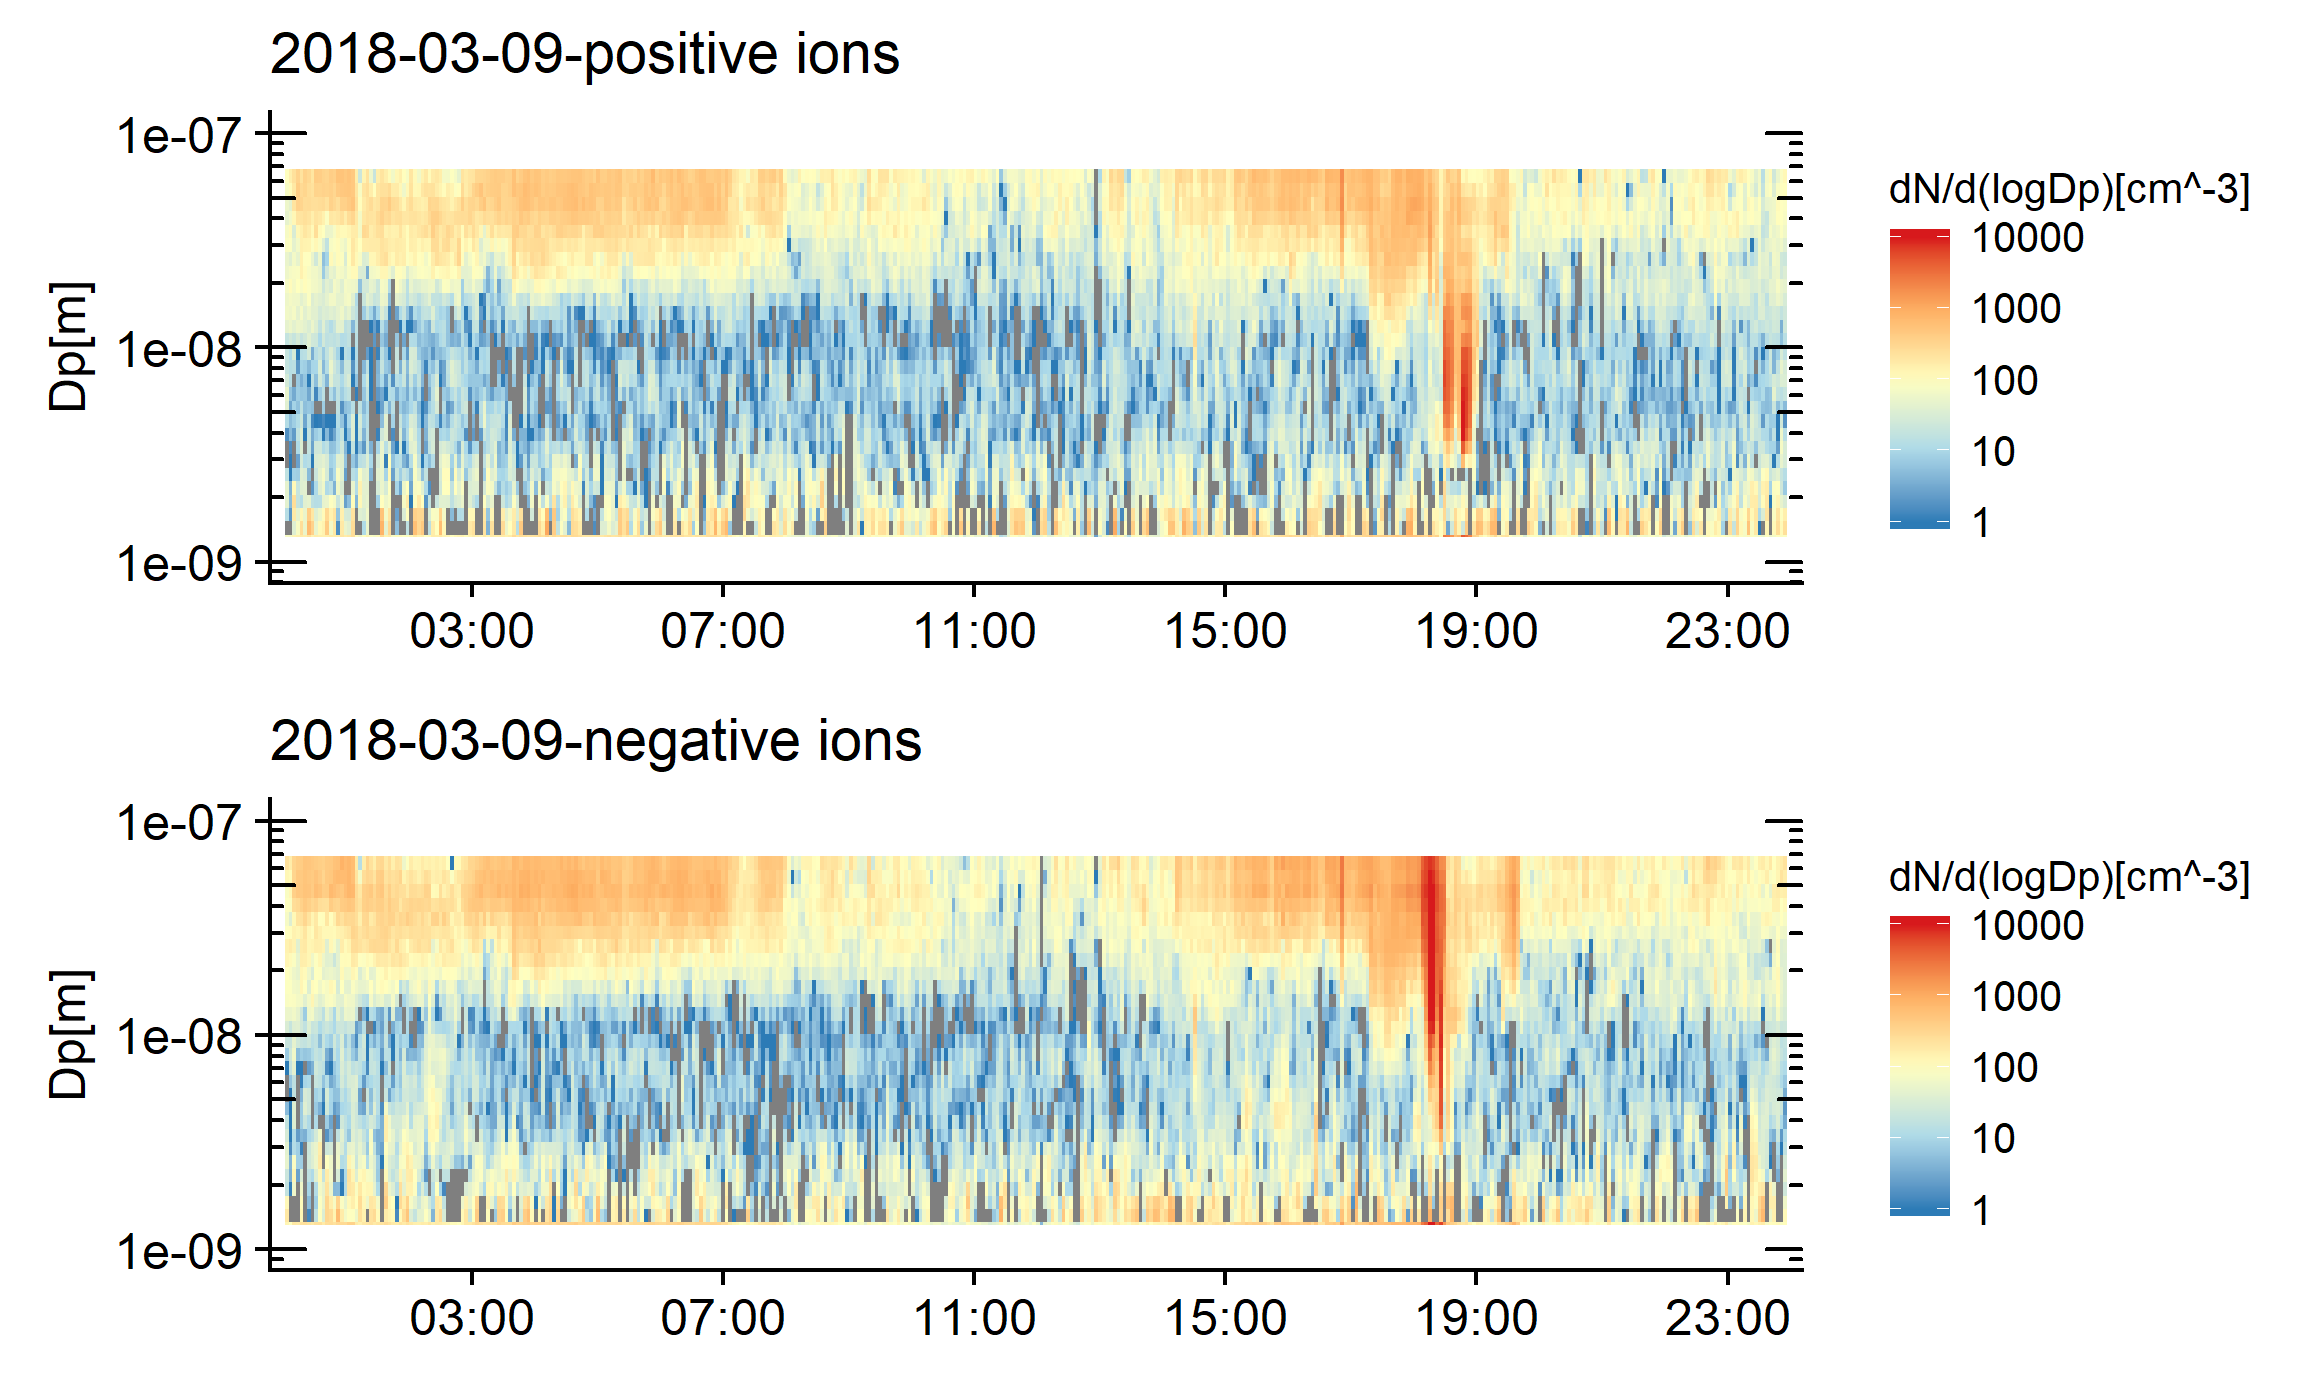 2018-03-09-positive ions
1e-07
1e-08
1e-09
Dp[m]
03:00 07:00 11:00 15:00 19:00 23:00
dN/d(logDp)[cm^-3]
10000
1000
100
10
1
2018-03-09-negative ions
1e-07
1e-08
1e-09
Dp[m]
03:00 07:00 11:00 15:00 19:00 23:00
dN/d(logDp)[cm^-3]
10000
1000
100
10
1